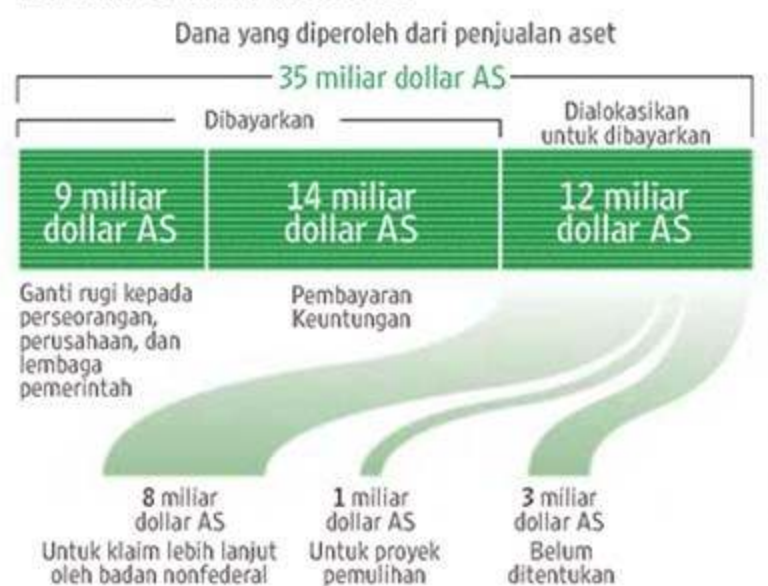 Dana yang diperoleh dari penjualan aset
35 miliar dollar AS
Dibayarkan
Dialokasikan
untuk dibayarkan
9 miliar
dollar AS
14 miliar
dollar AS
12 miliar
dollar AS
Ganti rugi kepada
perseorangan,
perusahaan, dan
lembaga
pemerintah
Pembayaran
Keuntungan
8 miliar
dollar AS
Untuk klaim lebih lanjut
oleh badan nonfederal
1 miliar
dollar AS
Untuk proyek
pemulihan
3 miliar
dollar AS
Belum
ditentukan